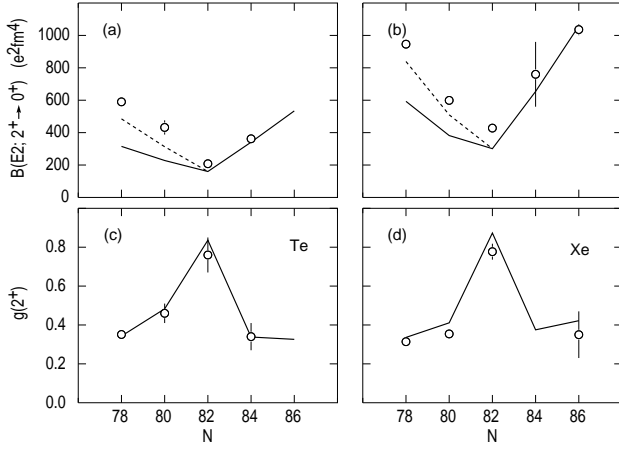 (a)
(b)
1000
800
600
400
200
0
B(E2; 2⁺→0⁺) (e²fm4)
(c)
Te
(d)
Xe
0.8
0.6
0.4
0.2
0.0
g(2⁺)
78 80 82 84 86
78 80 82 84 86
N
N